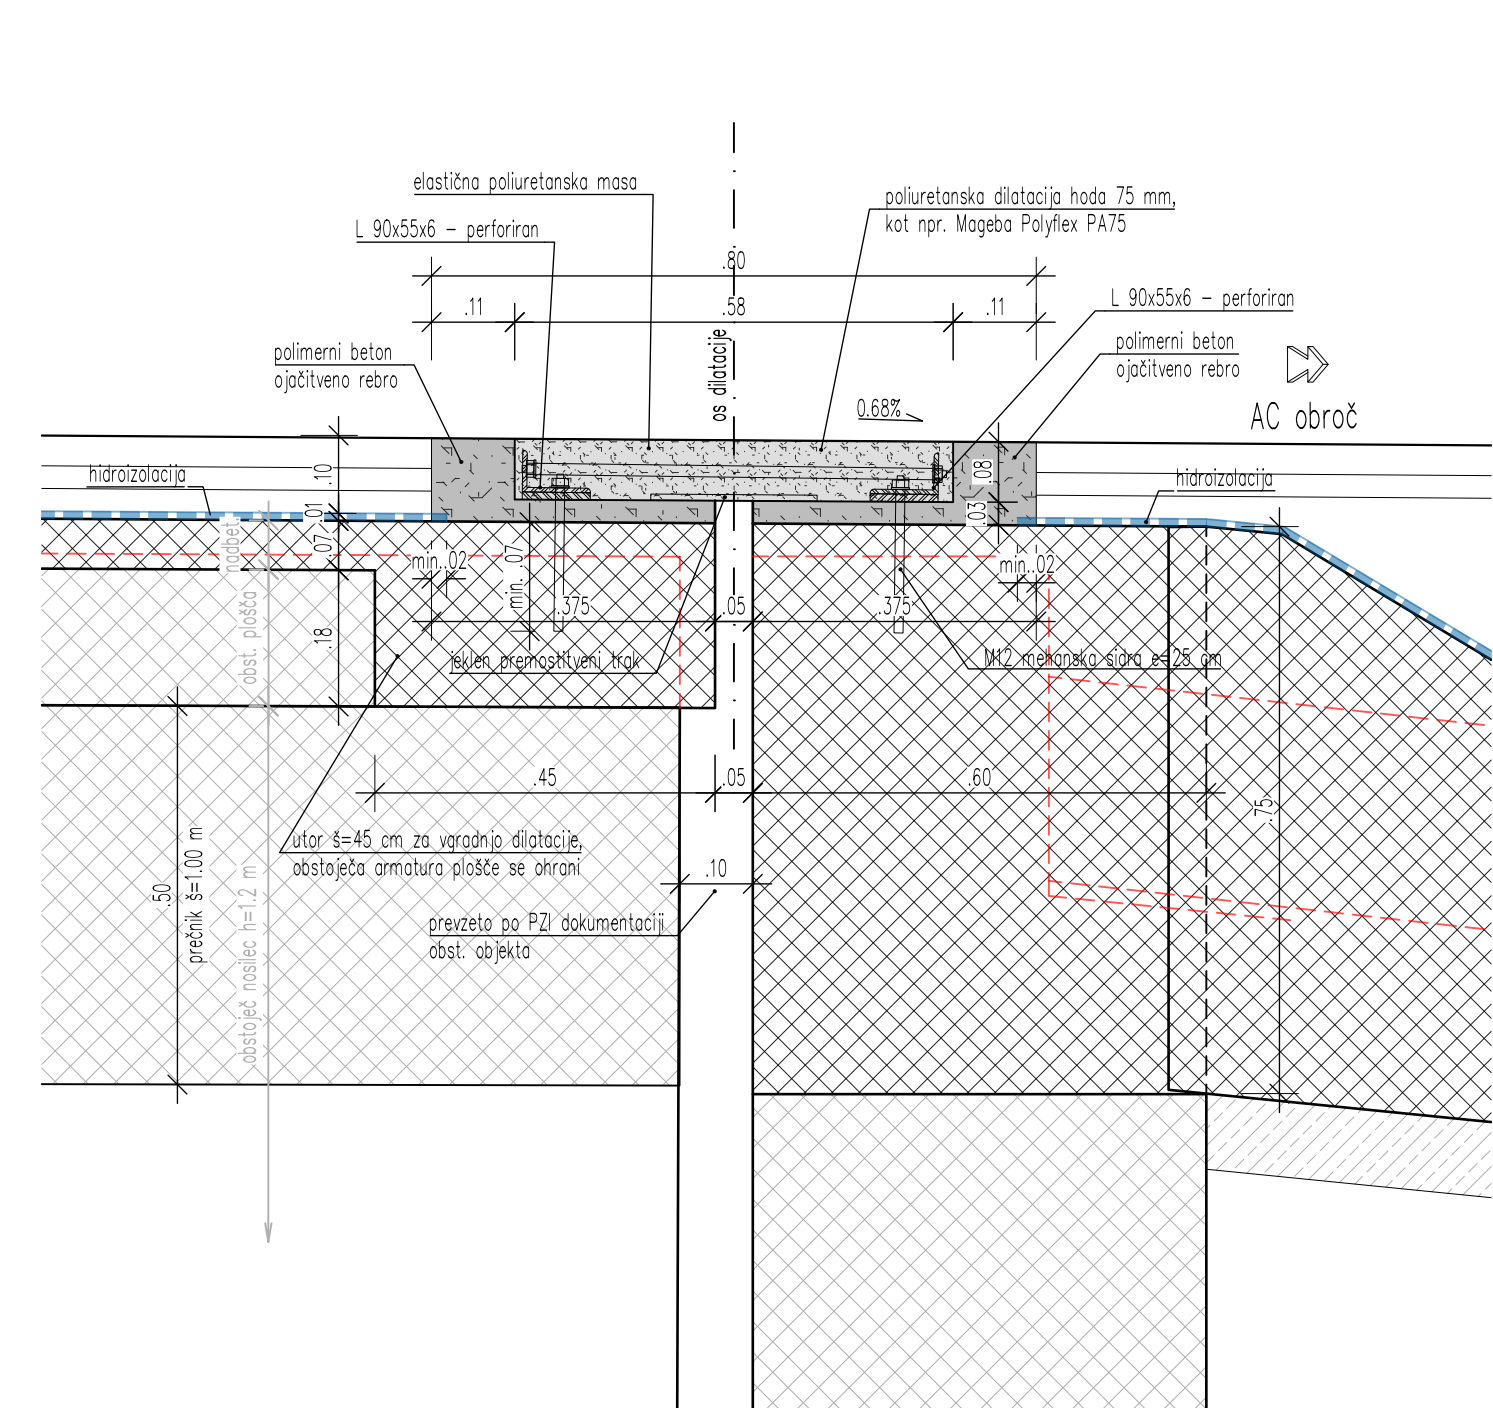 elastična poliuretanska masa
poliuretanska dilatacija hoda 75 mm,
kot npr. Mageba Polyflex PA75
L 90x55x6 – perforiran
.80
L 90x55x6 – perforiran
.11
.58
.11
os dilatacije
polimerni beton
ojačitveno rebro
polimerni beton
ojačitveno rebro
0.68%
AC obroč
hidroizolacija
hidroizolacija
.10
.01
.07
.18
.08
.03
nadbet.
obst. plošča
min..02
min. .07
min..02
.375
.05
.375
jeklen premostitveni trak
M12 mehanska sidra e=25 cm
.45
.05
.60
.75
utor š=45 cm za vgradnjo dilatacije,
obstoječa armatura plošče se ohrani
.10
.50
prečnik š=1.00 m
obstoječ nosilec h=1.2 m
prevzeto po PZI dokumentaciji
obst. objekta